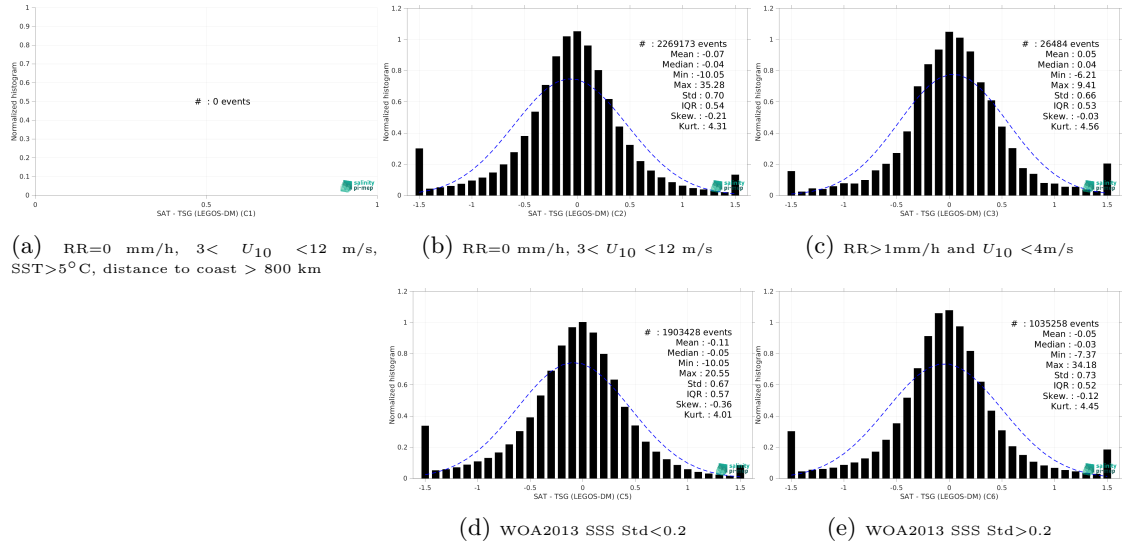 1
0.9
0.8
0.7
0.6
0.5
0.4
0.3
0.2
0.1
0
Normalized histogram
# : 0 events
salinity
pi-mep
0 0.5 1
SAT - TSG (LEGOS-DM) (C1)
(a) RR=0 mm/h, 3< U10 <12 m/s,
SST>5°C, distance to coast > 800 km
1.2
1
0.8
0.6
0.4
0.2
0
Normalized histogram
# : 2269173 events
Mean : -0.07
Median : -0.04
Min : -10.05
Max : 35.28
Std : 0.70
IQR : 0.54
Skew. : -0.21
Kurt. : 4.31
salinity
pi-mep
-1.5 -1 -0.5 0 0.5 1 1.5
SAT - TSG (LEGOS-DM) (C2)
(b) RR=0 mm/h, 3< U10 <12 m/s
1.2
1
0.8
0.6
0.4
0.2
0
Normalized histogram
# : 26484 events
Mean : 0.05
Median : 0.04
Min : -6.21
Max : 9.41
Std : 0.66
IQR : 0.53
Skew. : -0.03
Kurt. : 4.56
salinity
pi-mep
-1.5 -1 -0.5 0 0.5 1 1.5
SAT - TSG (LEGOS-DM) (C3)
(c) RR>1mm/h and U10 <4m/s
1.2
1
0.8
0.6
0.4
0.2
0
Normalized histogram
# : 1903428 events
Mean : -0.11
Median : -0.05
Min : -10.05
Max : 20.55
Std : 0.67
IQR : 0.57
Skew. : -0.36
Kurt. : 4.01
salinity
pi-mep
-1.5 -1 -0.5 0 0.5 1 1.5
SAT - TSG (LEGOS-DM) (C5)
(d) WOA2013 SSS Std<0.2
1.2
1
0.8
0.6
0.4
0.2
0
Normalized histogram
# : 1035258 events
Mean : -0.05
Median : -0.03
Min : -7.37
Max : 34.18
Std : 0.73
IQR : 0.52
Skew. : -0.12
Kurt. : 4.45
salinity
pi-mep
-1.5 -1 -0.5 0 0.5 1 1.5
SAT - TSG (LEGOS-DM) (C6)
(e) WOA2013 SSS Std>0.2